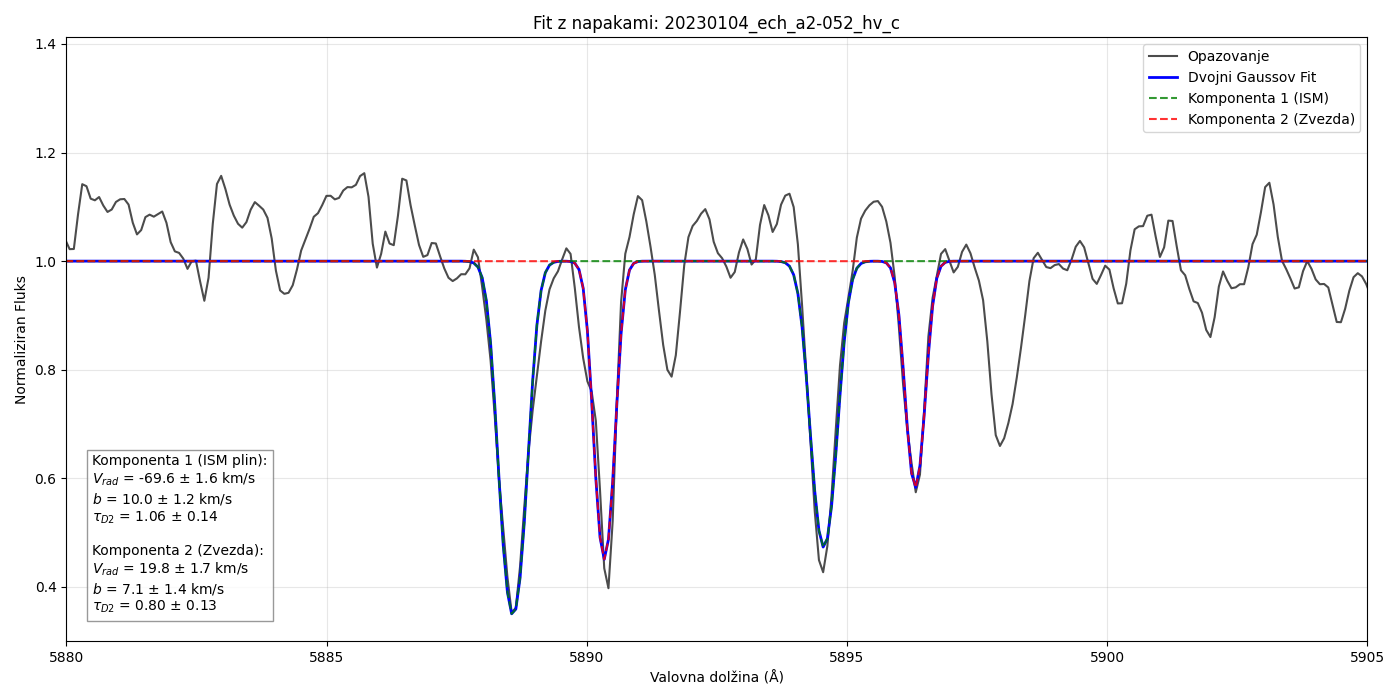 Fit z napakami: 20230104_ech_a2-052_hv_c
Opazovanje
Dvojni Gaussov Fit
Komponenta 1 (ISM)
Komponenta 2 (Zvezda)
Normaliziran Fluks
1.4
1.2
1.0
0.8
0.6
0.4
Komponenta 1 (ISM plin):
V_rad = -69.6 ± 1.6 km/s
b = 10.0 ± 1.2 km/s
τ_D2 = 1.06 ± 0.14
Komponenta 2 (Zvezda):
V_rad = 19.8 ± 1.7 km/s
b = 7.1 ± 1.4 km/s
τ_D2 = 0.80 ± 0.13
5880 5885 5890 5895 5900 5905
Valovna dolžina (Å)